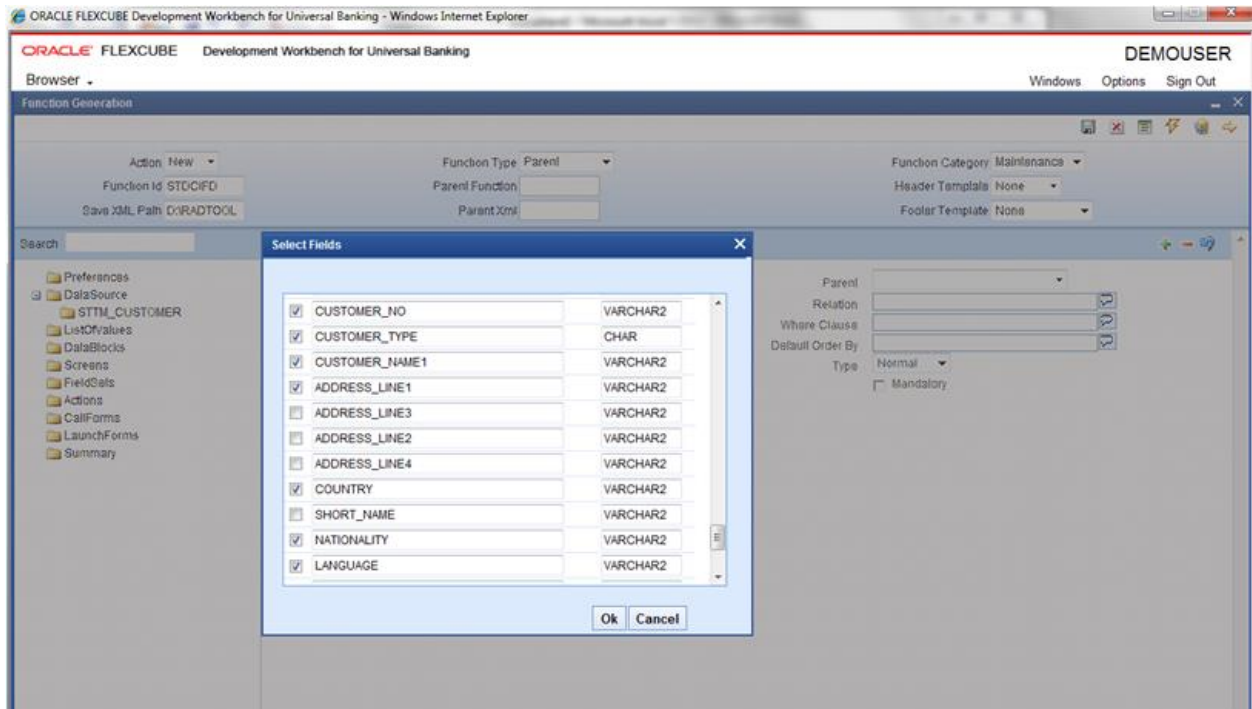 ORACLE FLEXCUBE Development Workbench for Universal Banking - Windows Internet Explorer
ORACLE FLEXCUBE Development Workbench for Universal Banking
DEMOUSER
Browser
Windows Options Sign Out
Function Generation
Action New Function Type Parent Function Category Maintenance
Function Id STDCIFD Parent Function Header Template None
Save XML Path D:\RADTOOL Parent Xml Footer Template None
Search
Preferences
DataSource
STTM_CUSTOMER
ListOfValues
DataBlocks
Screens
FieldSets
Actions
CallForms
LaunchForms
Summary
Select Fields
CUSTOMER_NO VARCHAR2
CUSTOMER_TYPE CHAR
CUSTOMER_NAME1 VARCHAR2
ADDRESS_LINE1 VARCHAR2
ADDRESS_LINE3 VARCHAR2
ADDRESS_LINE2 VARCHAR2
ADDRESS_LINE4 VARCHAR2
COUNTRY VARCHAR2
SHORT_NAME VARCHAR2
NATIONALITY VARCHAR2
LANGUAGE VARCHAR2
Ok Cancel
Parent
Relation
Where Clause
Default Order By
Type Normal
Mandatory